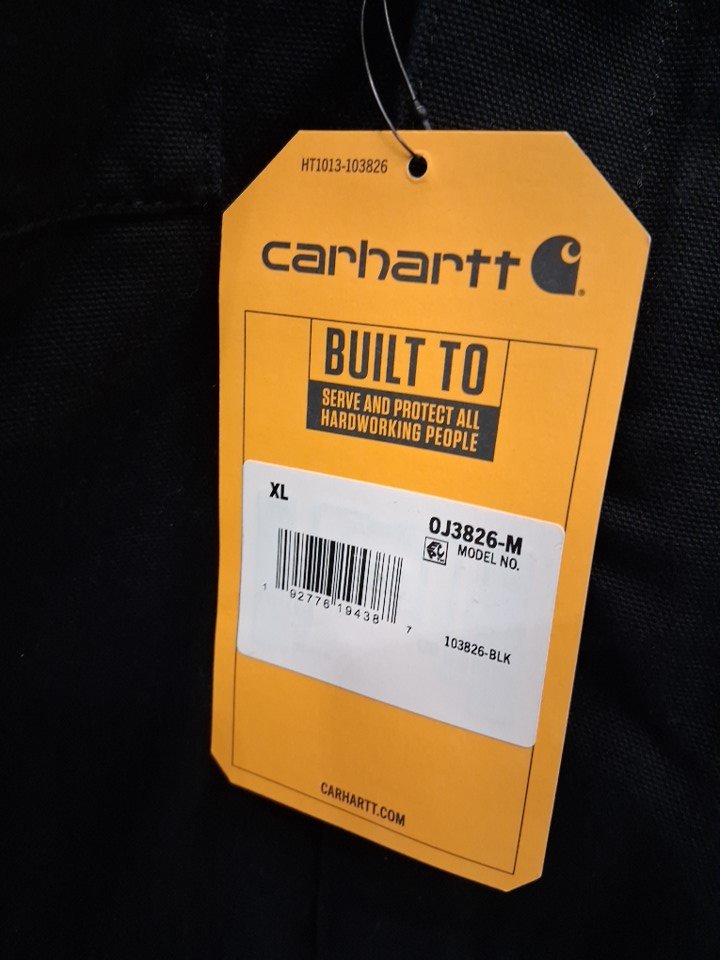 HT1013-103826
carhartt
BUILT TO
SERVE AND PROTECT ALL
HARDWORKING PEOPLE
XL
OJ3826-M
MODEL NO.
1 92776 19438 7
103826-BLK
CARHARTT.COM